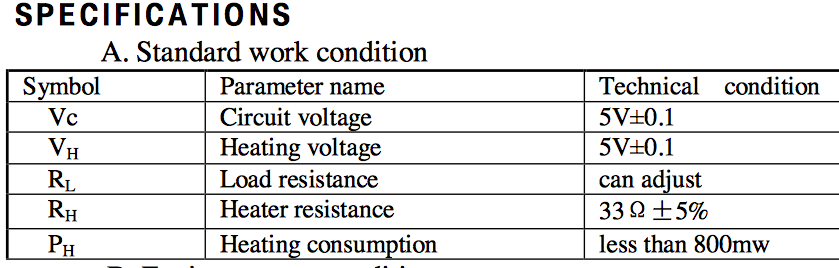 SPECIFICATIONS
A. Standard work condition
Symbol Parameter name Technical condition
Vc Circuit voltage 5V±0.1
VH Heating voltage 5V±0.1
RL Load resistance can adjust
RH Heater resistance 33Ω±5%
PH Heating consumption less than 800mw